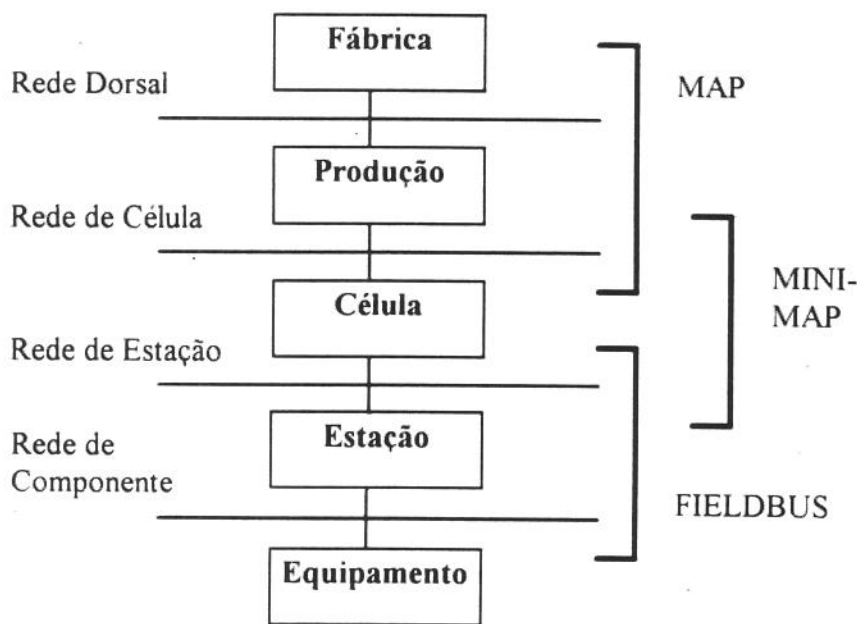 Fábrica
Rede Dorsal
MAP
Produção
Rede de Célula
MINI-
MAP
Célula
Rede de Estação
Estação
Rede de
Componente
FIELDBUS
Equipamento